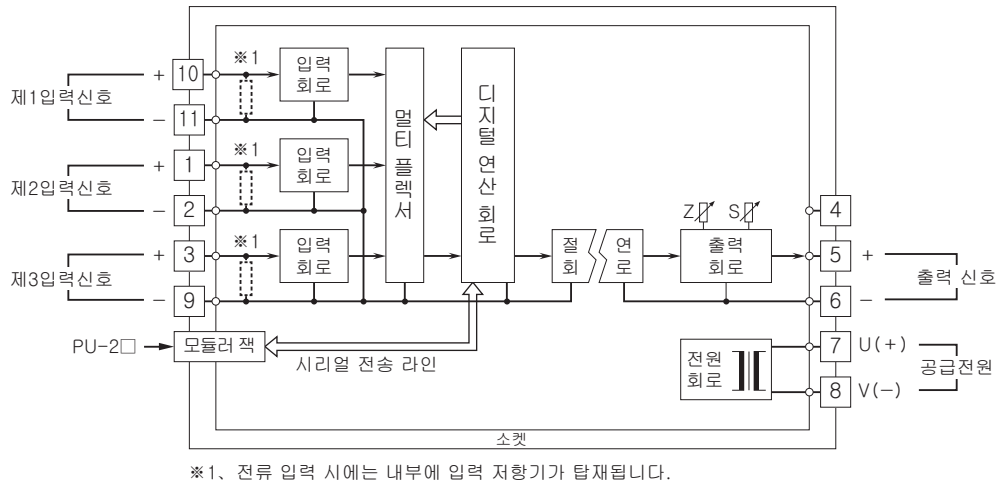 제1입력신호
+ 10
− 11
※1
입력
회로
제2입력신호
+ 1
− 2
※1
입력
회로
제3입력신호
+ 3
− 9
※1
입력
회로
멀티 플렉서
디지털 연산 회로
절 연
회 로
Z S
출력
회로
4
5 +
6 −
출력 신호
PU-2□
모듈러 잭
시리얼 전송 라인
전원
회로
7 U(+)
8 V(−)
공급전원
소켓
※1、전류 입력 시에는 내부에 입력 저항기가 탑재됩니다.